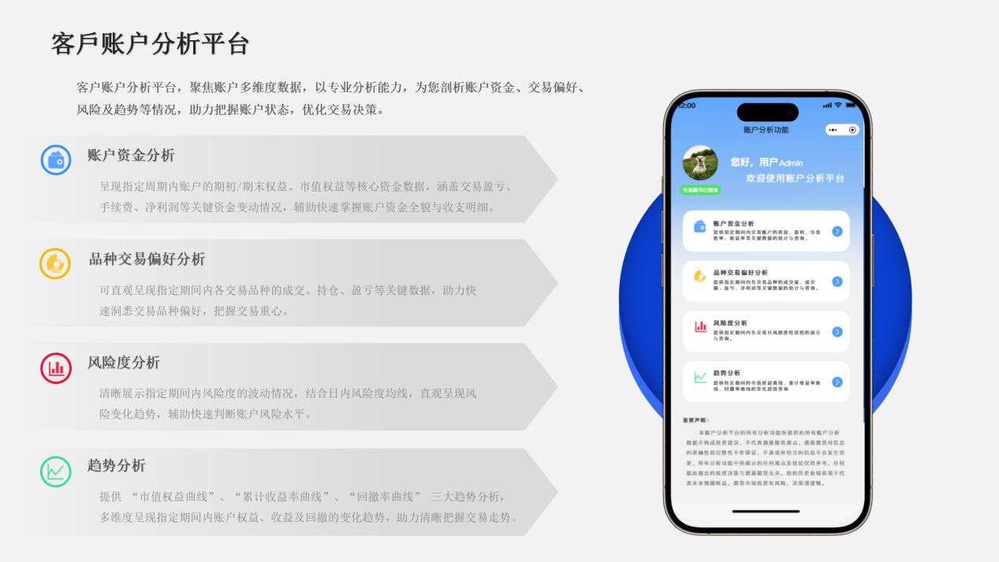 客戶账户分析平台
客户账户分析平台，聚焦账户多维度数据，以专业分析能力，为您剖析账户资金、交易偏好、
风险及趋势等情况，助力把握账户状态，优化交易决策。
账户资金分析
呈现指定周期内账户的期初/期末权益、市值权益等核心资金数据，涵盖交易盈亏、
手续费、净利润等关键资金变动情况，辅助快速掌握账户资金全貌与收支明细。
品种交易偏好分析
可直观呈现指定期间内各交易品种的成交、持仓、盈亏等关键数据，助力快
速洞悉交易品种偏好，把握交易重心。
风险度分析
清晰展示指定期间内风险度的波动情况，结合日内风险度均线，直观呈现风
险变化趋势，辅助快速判断账户风险水平。
趋势分析
提供 “市值权益曲线”、“累计收益率曲线”、“回撤率曲线” 三大趋势分析，
多维度呈现指定期间内账户权益、收益及回撤的变化趋势，助力清晰把握交易走势。
12:00
账户分析功能
您好，用户Admin
欢迎使用账户分析平台
交易账号已登录
账户资金分析
提供指定期间内交易账户的权益、盈利、交易
胜率、收益率等关键数据的统计与查询。
品种交易偏好分析
提供指定期间内各交易品种的成交量、成交
额、盈亏、净利润等关键数据的统计与查询。
风险度分析
提供指定期间内各交易日风险度柱状图的展示
与查询。
趋势分析
提供特定期间的市值权益曲线、累计收益率曲
线、回撤率曲线的变化趋势查询
重要声明：
本账户分析平台的所有分析功能所提供的所有账户分析
数据不构成投资建议，不代表通惠期货观点。通惠期货对信息
的准确性和完整性不作保证，不承诺所包含的信息不会发生变
更。所有分析功能中所展示的任何观点及结论仅供参考，任何
据此做出的投资决策与通惠期货无关。您的历史业绩表现不代
表未来预期收益，期货市场投资有风险，决策须谨慎。